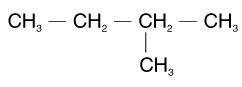 CH₃ — CH₂ — CH₂ — CH₃
CH₃